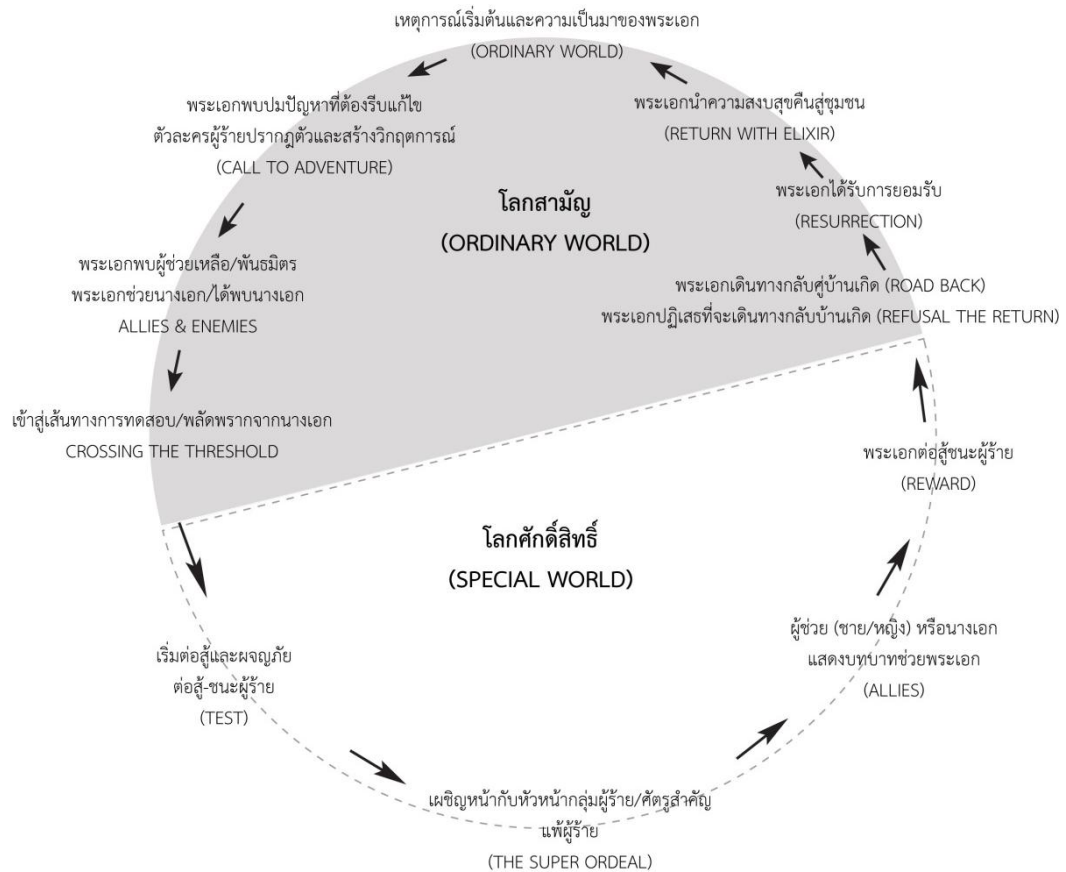 เหตุการณ์เริ่มต้นและความเป็นมาของพระเอก
(ORDINARY WORLD)
พระเอกพบปมปัญหาที่ต้องรีบแก้ไข
ตัวละครผู้ร้ายปรากฏตัวและสร้างวิกฤตการณ์
(CALL TO ADVENTURE)
พระเอกพบผู้ช่วยเหลือ/พันธมิตร
พระเอกช่วยนางเอก/ได้พบนางเอก
ALLIES & ENEMIES
เข้าสู่เส้นทางการทดสอบ/พลัดพรากจากนางเอก
CROSSING THE THRESHOLD
เริ่มต่อสู้และผจญภัย
ต่อสู้-ชนะผู้ร้าย
(TEST)
เผชิญหน้ากับหัวหน้ากลุ่มผู้ร้าย/ศัตรูสำคัญ
แพ้ผู้ร้าย
(THE SUPER ORDEAL)
ผู้ช่วย (ชาย/หญิง) หรือนางเอก
แสดงบทบาทช่วยพระเอก
(ALLIES)
พระเอกต่อสู้ชนะผู้ร้าย
(REWARD)
พระเอกเดินทางกลับสู่บ้านเกิด (ROAD BACK)
พระเอกปฏิเสธที่จะเดินทางกลับบ้านเกิด (REFUSAL THE RETURN)
พระเอกได้รับการยอมรับ
(RESURRECTION)
พระเอกนำความสงบสุขคืนสู่ชุมชน
(RETURN WITH ELIXIR)
โลกสามัญ
(ORDINARY WORLD)
โลกศักดิ์สิทธิ์
(SPECIAL WORLD)